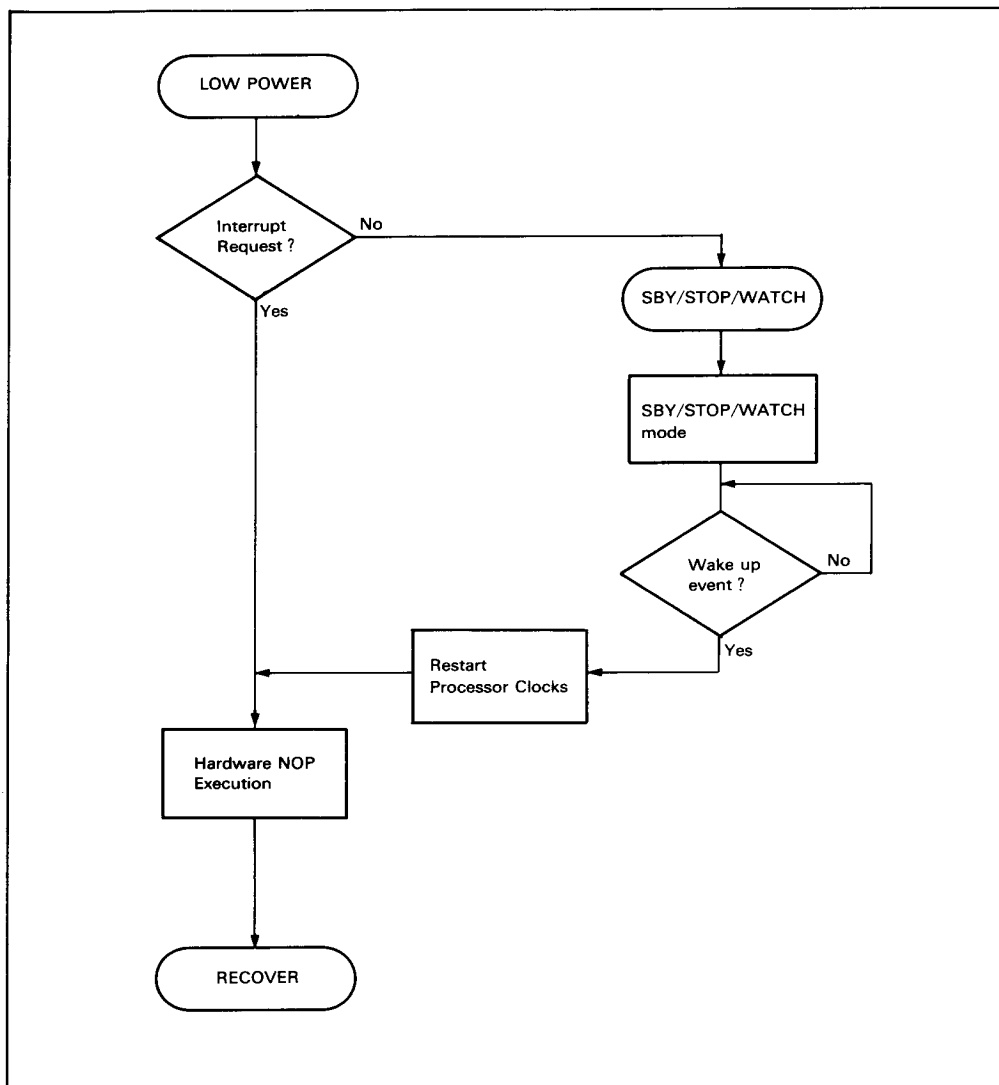 LOW POWER
Interrupt
Request ?
No
Yes
SBY/STOP/WATCH
SBY/STOP/WATCH
mode
Wake up
event ?
No
Yes
Restart
Processor Clocks
Hardware NOP
Execution
RECOVER